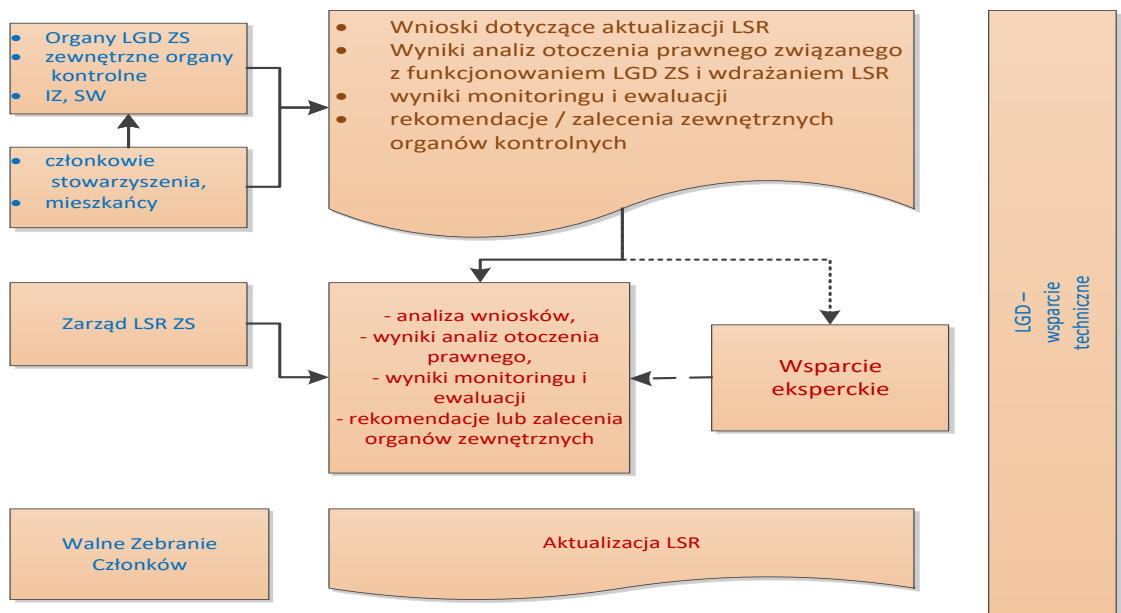 • Organy LGD ZS
• zewnętrzne organy
kontrolne
• IZ, SW
• członkowie
stowarzyszenia,
• mieszkańcy
• Wnioski dotyczące aktualizacji LSR
• Wyniki analiz otoczenia prawnego związanego
z funkcjonowaniem LGD ZS i wdrażaniem LSR
• wyniki monitoringu i ewaluacji
• rekomendacje / zalecenia zewnętrznych
organów kontrolnych
Zarząd LSR ZS
- analiza wniosków,
- wyniki analiz otoczenia
prawnego,
- wyniki monitoringu i
ewaluacji
- rekomendacje lub zalecenia
organów zewnętrznych
Wsparcie
eksperckie
Walne Zebranie
Członków
Aktualizacja LSR
LGD –
wsparcie
techniczne